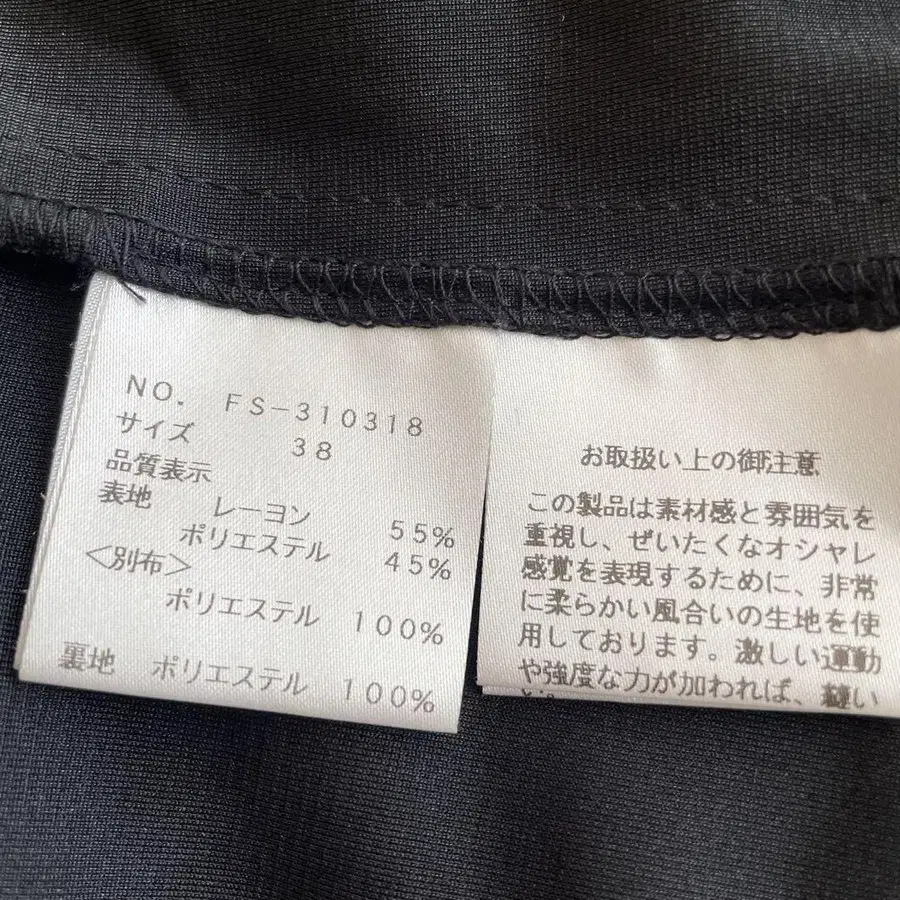 NO. FS-310318
サイズ 38
品質表示
表地 レーヨン 55%
ポリエステル 45%
<別布>
ポリエステル 100%
裏地 ポリエステル 100%
お取扱い上の御注意
この製品は素材感と雰囲気を
重視し、ぜいたくなオシャレ
感覚を表現するために、非常
に柔らかい風合いの生地を使
用しております。激しい運動
や強度な力が加われば、縫い